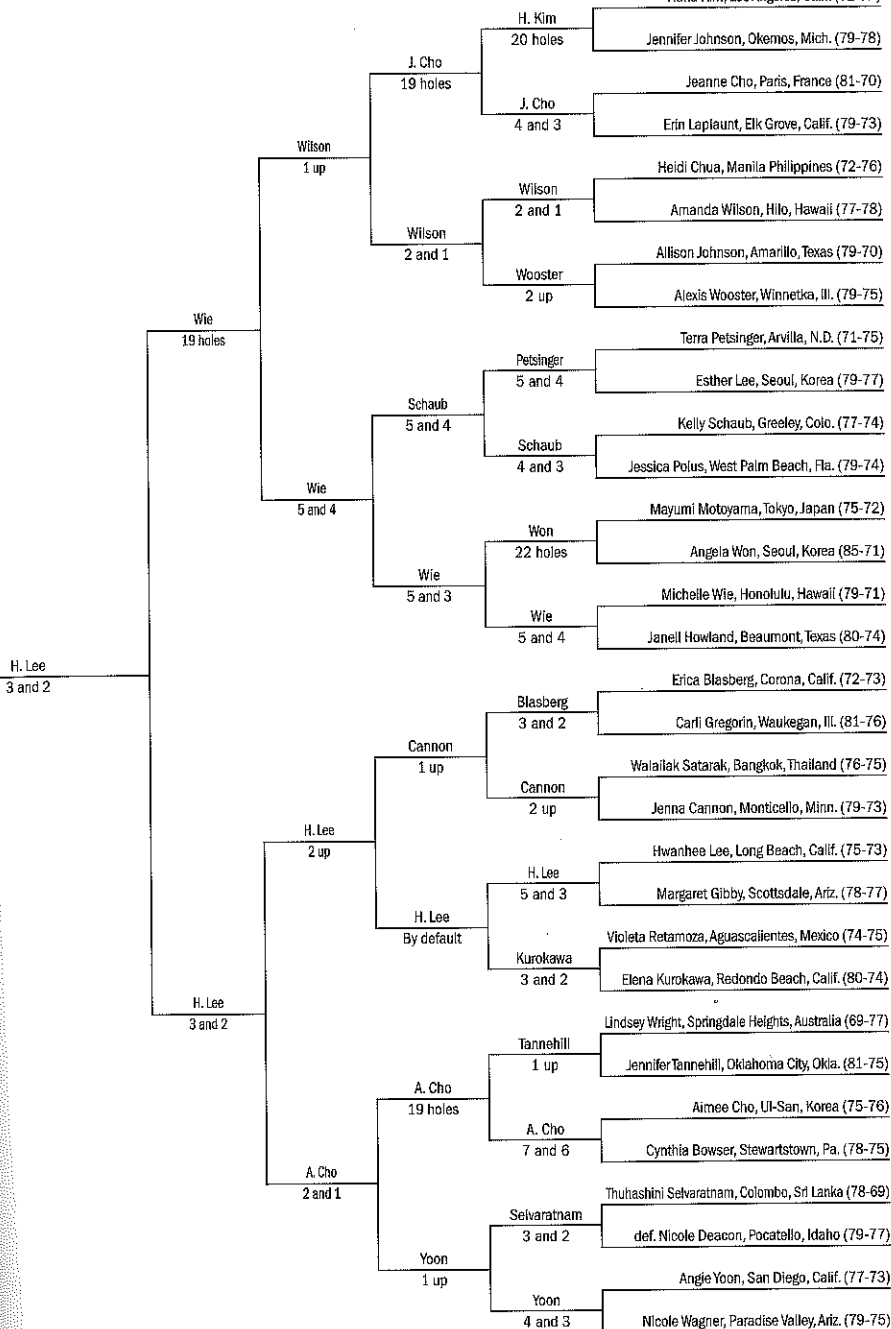 H. Kim
20 holes
Jennifer Johnson, Okemos, Mich. (79-78)
J. Cho
19 holes
Jeanne Cho, Paris, France (81-70)
J. Cho
4 and 3
Erin Laplaunt, Elk Grove, Calif. (79-73)
Wilson
1 up
Heidi Chua, Manila Philippines (72-76)
Wilson
2 and 1
Amanda Wilson, Hilo, Hawaii (77-78)
Wilson
2 and 1
Allison Johnson, Amarillo, Texas (79-70)
Wooster
2 up
Alexis Wooster, Winnetka, Ill. (79-75)
Wie
19 holes
Terra Petsinger, Arvilla, N.D. (71-75)
Petsinger
5 and 4
Esther Lee, Seoul, Korea (79-77)
Schaub
5 and 4
Kelly Schaub, Greeley, Colo. (77-74)
Schaub
4 and 3
Jessica Polus, West Palm Beach, Fla. (79-74)
Wie
5 and 4
Mayumi Motoyama, Tokyo, Japan (75-72)
Won
22 holes
Angela Won, Seoul, Korea (85-71)
Wie
5 and 3
Michelle Wie, Honolulu, Hawaii (79-71)
Wie
5 and 4
Janell Howland, Beaumont, Texas (80-74)
H. Lee
3 and 2
Erica Blasberg, Corona, Calif. (72-73)
Blasberg
3 and 2
Carli Gregorin, Waukegan, Ill. (81-76)
Cannon
1 up
Walailak Satarak, Bangkok, Thailand (76-75)
Cannon
2 up
Jenna Cannon, Monticello, Minn. (79-73)
H. Lee
2 up
Hwanhee Lee, Long Beach, Calif. (75-73)
H. Lee
5 and 3
Margaret Gibby, Scottsdale, Ariz. (78-77)
H. Lee
By default
Violeta Retamoza, Aguascalientes, Mexico (74-75)
Kurokawa
3 and 2
Elena Kurokawa, Redondo Beach, Calif. (80-74)
H. Lee
3 and 2
Lindsey Wright, Springdale Heights, Australia (69-77)
Tannehill
1 up
Jennifer Tannehill, Oklahoma City, Okla. (81-75)
A. Cho
19 holes
Aimee Cho, Ul-San, Korea (75-76)
A. Cho
7 and 6
Cynthia Bowser, Stewartstown, Pa. (78-75)
A. Cho
2 and 1
Thuhashini Selvaratnam, Colombo, Sri Lanka (78-69)
Selvaratnam
3 and 2
def. Nicole Deacon, Pocatello, Idaho (79-77)
Yoon
1 up
Angie Yoon, San Diego, Calif. (77-73)
Yoon
4 and 3
Nicole Wagner, Paradise Valley, Ariz. (79-75)